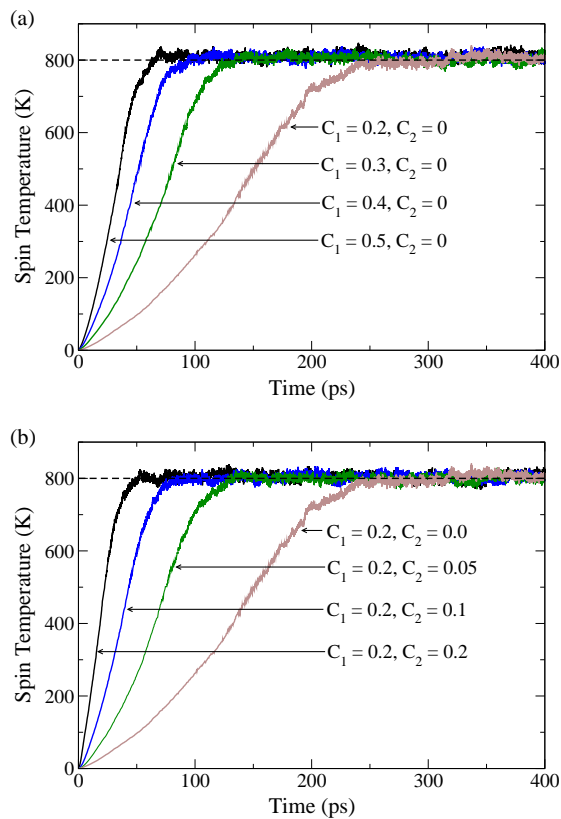 (a)
800
600
400
200
0
Spin Temperature (K)
C₁ = 0.2, C₂ = 0
C₁ = 0.3, C₂ = 0
C₁ = 0.4, C₂ = 0
C₁ = 0.5, C₂ = 0
0 100 200 300 400
Time (ps)
(b)
800
600
400
200
0
Spin Temperature (K)
C₁ = 0.2, C₂ = 0.0
C₁ = 0.2, C₂ = 0.05
C₁ = 0.2, C₂ = 0.1
C₁ = 0.2, C₂ = 0.2
0 100 200 300 400
Time (ps)